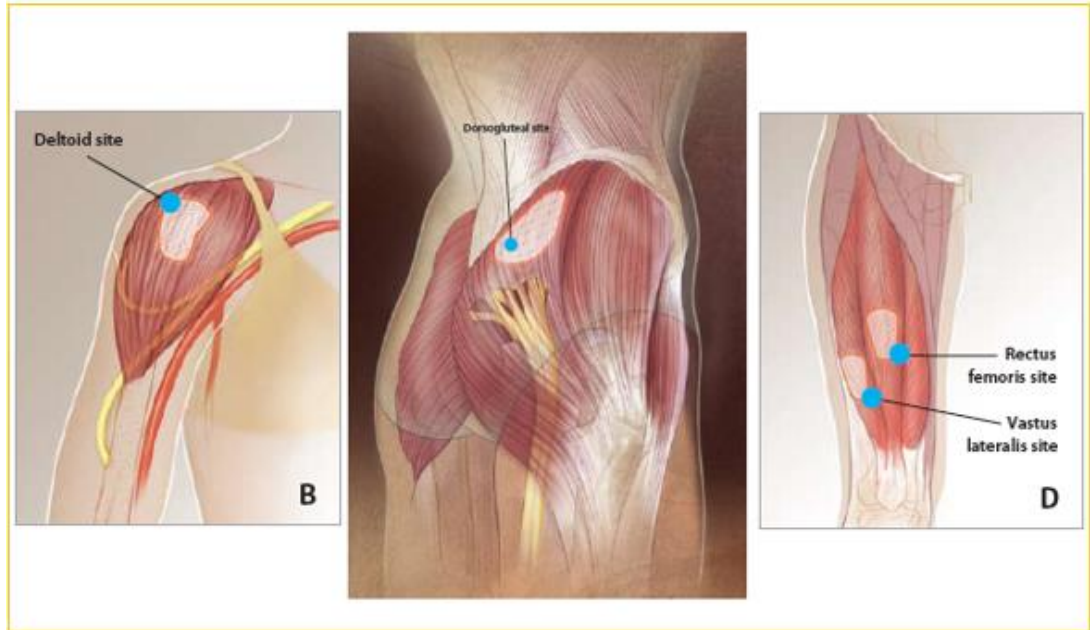 Deltoid site
B
Dorsogluteal site
Rectus
femoris site
Vastus
lateralis site
D